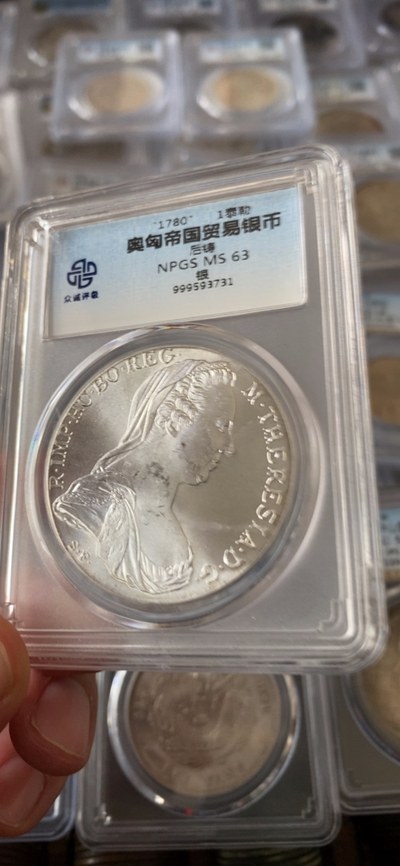 "1780" 1泰勒
奥匈帝国贸易银币
后铸
NPGS MS 63
银
999593731
众诚评级
R·IMP·HU·BO·REG·
M·THERESIA·D·G·
S·F·